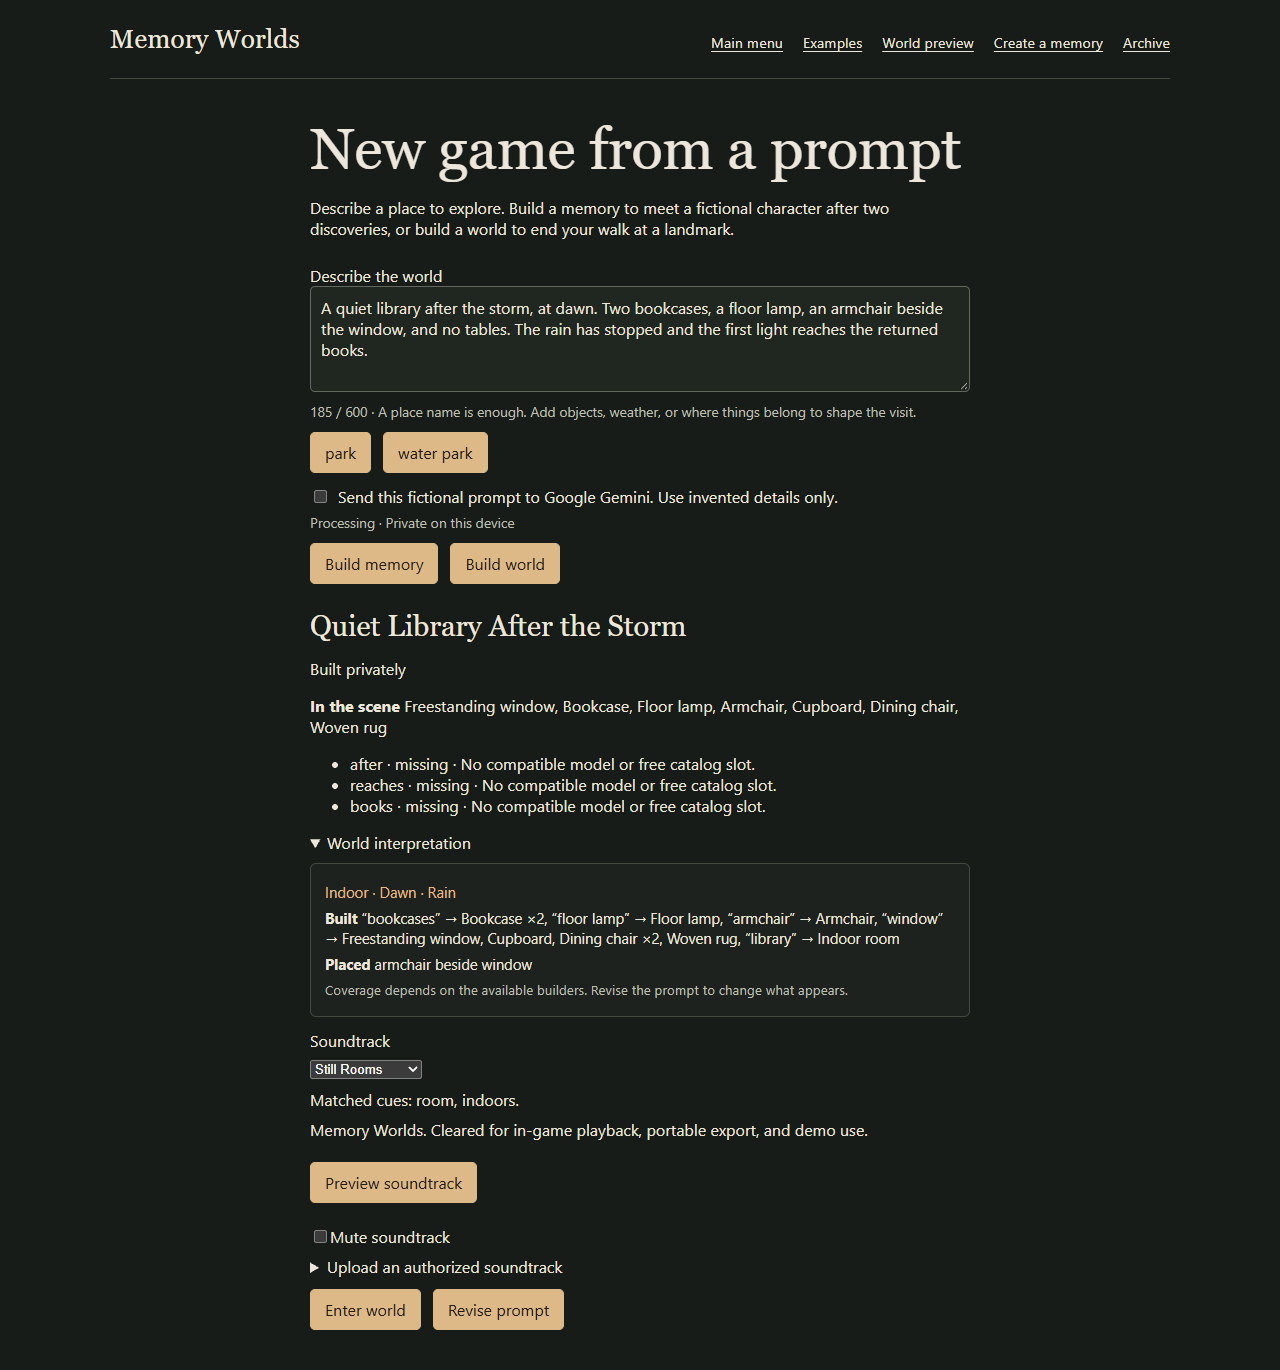 Memory Worlds
Main menu Examples World preview Create a memory Archive
New game from a prompt
Describe a place to explore. Build a memory to meet a fictional character after two
discoveries, or build a world to end your walk at a landmark.
Describe the world
A quiet library after the storm, at dawn. Two bookcases, a floor lamp, an armchair beside
the window, and no tables. The rain has stopped and the first light reaches the returned
books.
185 / 600 · A place name is enough. Add objects, weather, or where things belong to shape the visit.
park water park
Send this fictional prompt to Google Gemini. Use invented details only.
Processing · Private on this device
Build memory Build world
Quiet Library After the Storm
Built privately
In the scene Freestanding window, Bookcase, Floor lamp, Armchair, Cupboard, Dining chair,
Woven rug
• after · missing · No compatible model or free catalog slot.
• reaches · missing · No compatible model or free catalog slot.
• books · missing · No compatible model or free catalog slot.
▼ World interpretation
Indoor · Dawn · Rain
Built “bookcases” → Bookcase ×2, “floor lamp” → Floor lamp, “armchair” → Armchair, “window”
→ Freestanding window, Cupboard, Dining chair ×2, Woven rug, “library” → Indoor room
Placed armchair beside window
Coverage depends on the available builders. Revise the prompt to change what appears.
Soundtrack
Still Rooms
Matched cues: room, indoors.
Memory Worlds. Cleared for in-game playback, portable export, and demo use.
Preview soundtrack
Mute soundtrack
▶ Upload an authorized soundtrack
Enter world Revise prompt